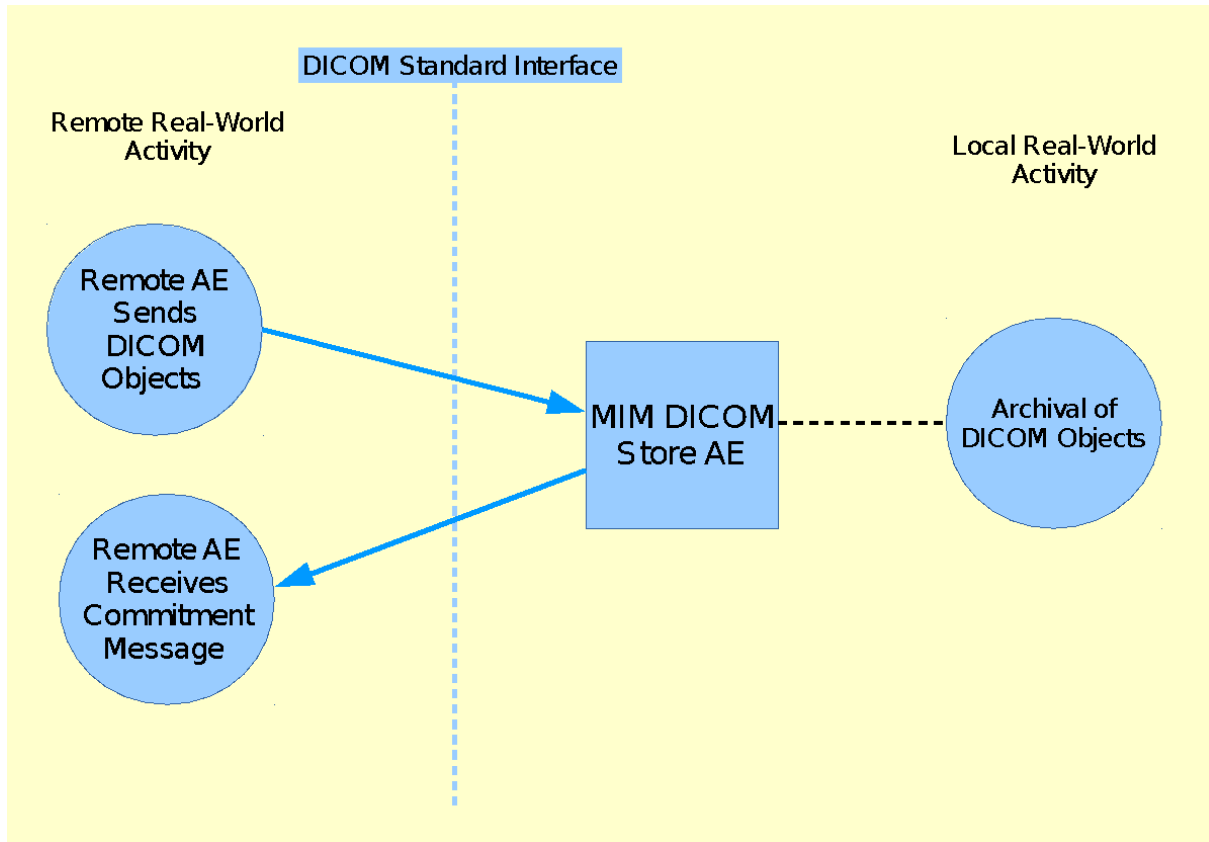 DICOM Standard Interface
Remote Real-World
Activity
Local Real-World
Activity
Remote AE
Sends
DICOM
Objects
MIM DICOM
Store AE
Archival of
DICOM Objects
Remote AE
Receives
Commitment
Message